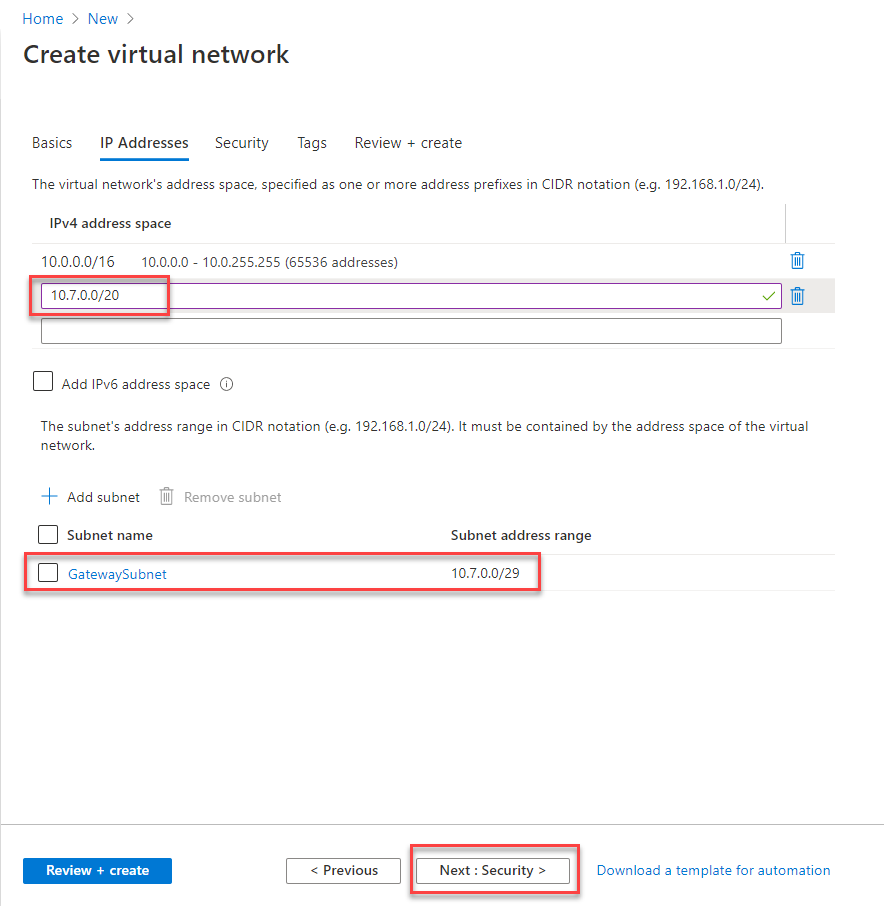 Home > New >
Create virtual network
Basics IP Addresses Security Tags Review + create
The virtual network's address space, specified as one or more address prefixes in CIDR notation (e.g. 192.168.1.0/24).
IPv4 address space
10.0.0.0/16 10.0.0.0 - 10.0.255.255 (65536 addresses)
10.7.0.0/20
Add IPv6 address space
The subnet's address range in CIDR notation (e.g. 192.168.1.0/24). It must be contained by the address space of the virtual
network.
Add subnet Remove subnet
Subnet name Subnet address range
GatewaySubnet 10.7.0.0/29
Review + create < Previous Next : Security > Download a template for automation